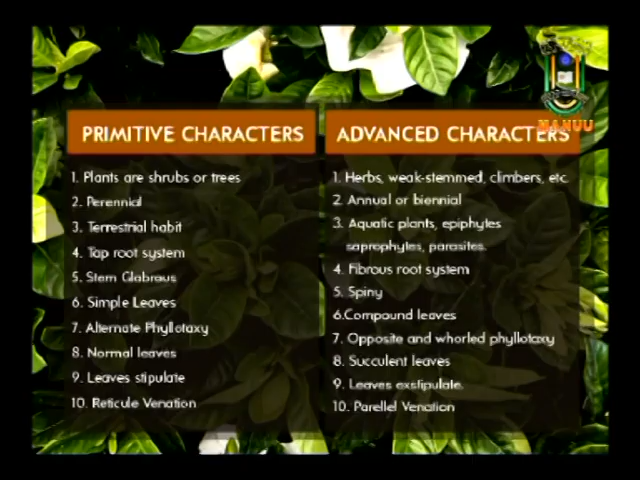 MANUU
PRIMITIVE CHARACTERS
1. Plants are shrubs or trees
2. Perennial
3. Terrestrial habit
4. Tap root system
5. Stem Glabraus
6. Simple Leaves
7. Alternate Phyllotaxy
8. Normal leaves
9. Leaves stipulate
10. Reticule Venation
ADVANCED CHARACTERS
1. Herbs, weak-stemmed, climbers, etc.
2. Annual or biennial
3. Aquatic plants, epiphytes
saprophytes, parasites.
4. Fibrous root system
5. Spiny
6.Compound leaves
7. Opposite and whorled phyllotaxy
8. Succulent leaves
9. Leaves exstipulate.
10. Parellel Venation